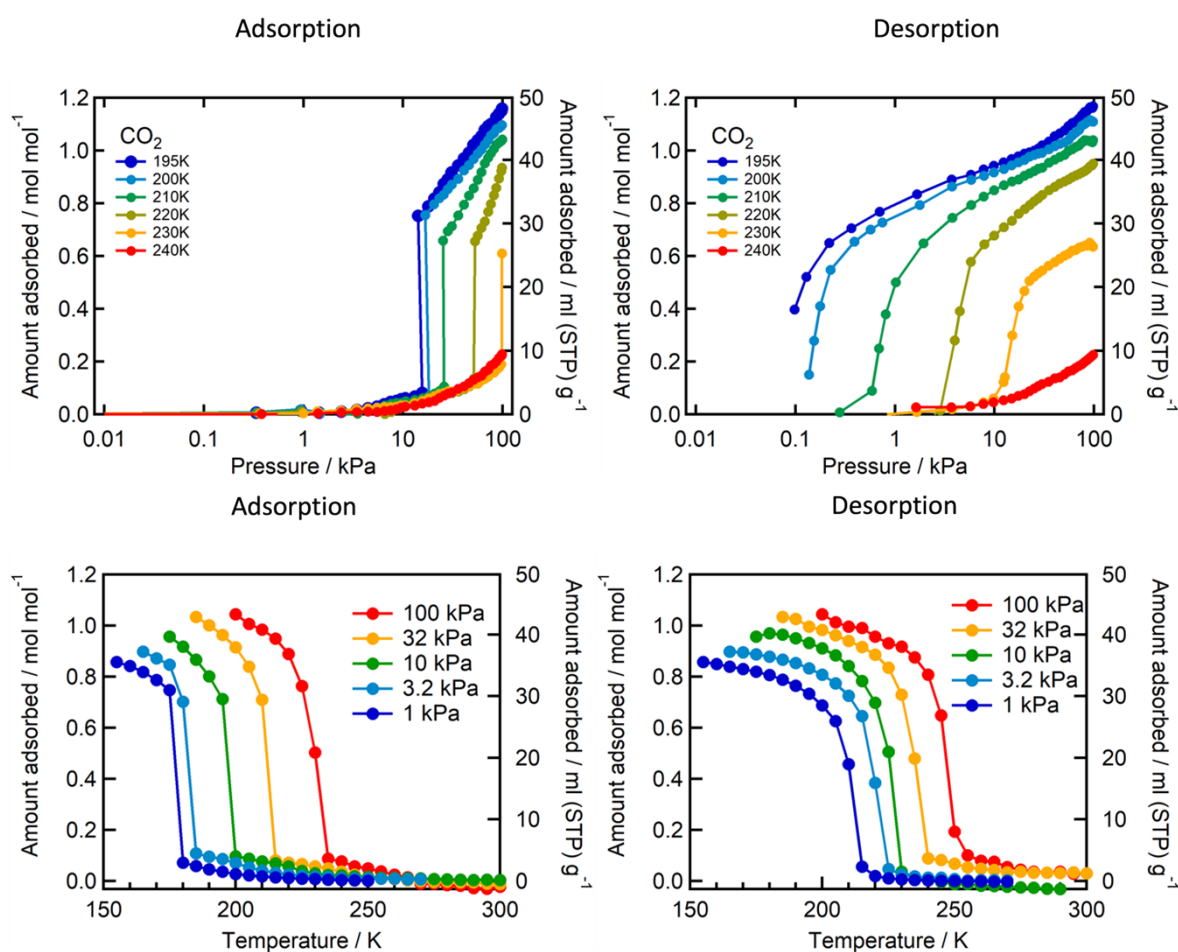 Adsorption
Amount adsorbed / mol mol⁻¹
1.2
1.0
0.8
0.6
0.4
0.2
0.0
CO₂
195K
200K
210K
220K
230K
240K
50
40
30
20
10
0
Amount adsorbed / ml (STP) g⁻¹
0.01 0.1 1 10 100
Pressure / kPa
Desorption
Amount adsorbed / mol mol⁻¹
1.2
1.0
0.8
0.6
0.4
0.2
0.0
CO₂
195K
200K
210K
220K
230K
240K
50
40
30
20
10
0
Amount adsorbed / ml (STP) g⁻¹
0.01 0.1 1 10 100
Pressure / kPa
Adsorption
Amount adsorbed / mol mol⁻¹
1.2
1.0
0.8
0.6
0.4
0.2
0.0
100 kPa
32 kPa
10 kPa
3.2 kPa
1 kPa
50
40
30
20
10
0
Amount adsorbed / ml (STP) g⁻¹
150 200 250 300
Temperature / K
Desorption
Amount adsorbed / mol mol⁻¹
1.2
1.0
0.8
0.6
0.4
0.2
0.0
100 kPa
32 kPa
10 kPa
3.2 kPa
1 kPa
50
40
30
20
10
0
Amount adsorbed / ml (STP) g⁻¹
150 200 250 300
Temperature / K